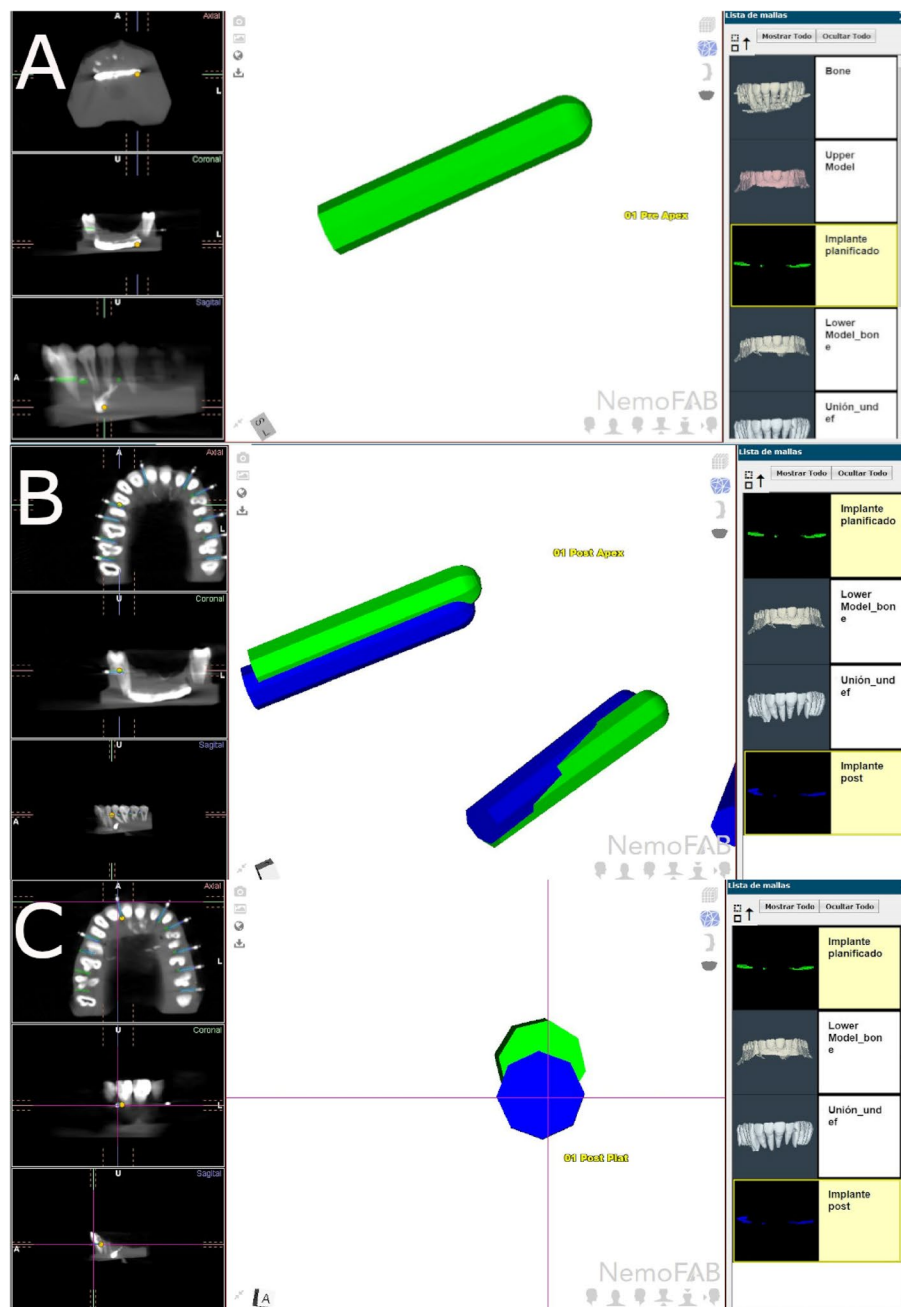 A
A
Axial
L
U
Coronal
L
U
Sagital
A
01 Pre Apex
S
L
NemoFAB
Lista de mallas
Mostrar Todo
Ocultar Todo
Bone
Upper
Model
Implante
planificado
Lower
Model_bon
e
Unión_und
ef
B
A
Axial
L
U
Coronal
L
U
Sagital
A
01 Post Apex
NemoFAB
Lista de mallas
Mostrar Todo
Ocultar Todo
Implante
planificado
Lower
Model_bon
e
Unión_und
ef
Implante
post
C
A
Axial
L
U
Coronal
L
U
Sagital
A
01 Post Plat
A
NemoFAB
Lista de mallas
Mostrar Todo
Ocultar Todo
Implante
planificado
Lower
Model_bon
e
Unión_und
ef
Implante
post